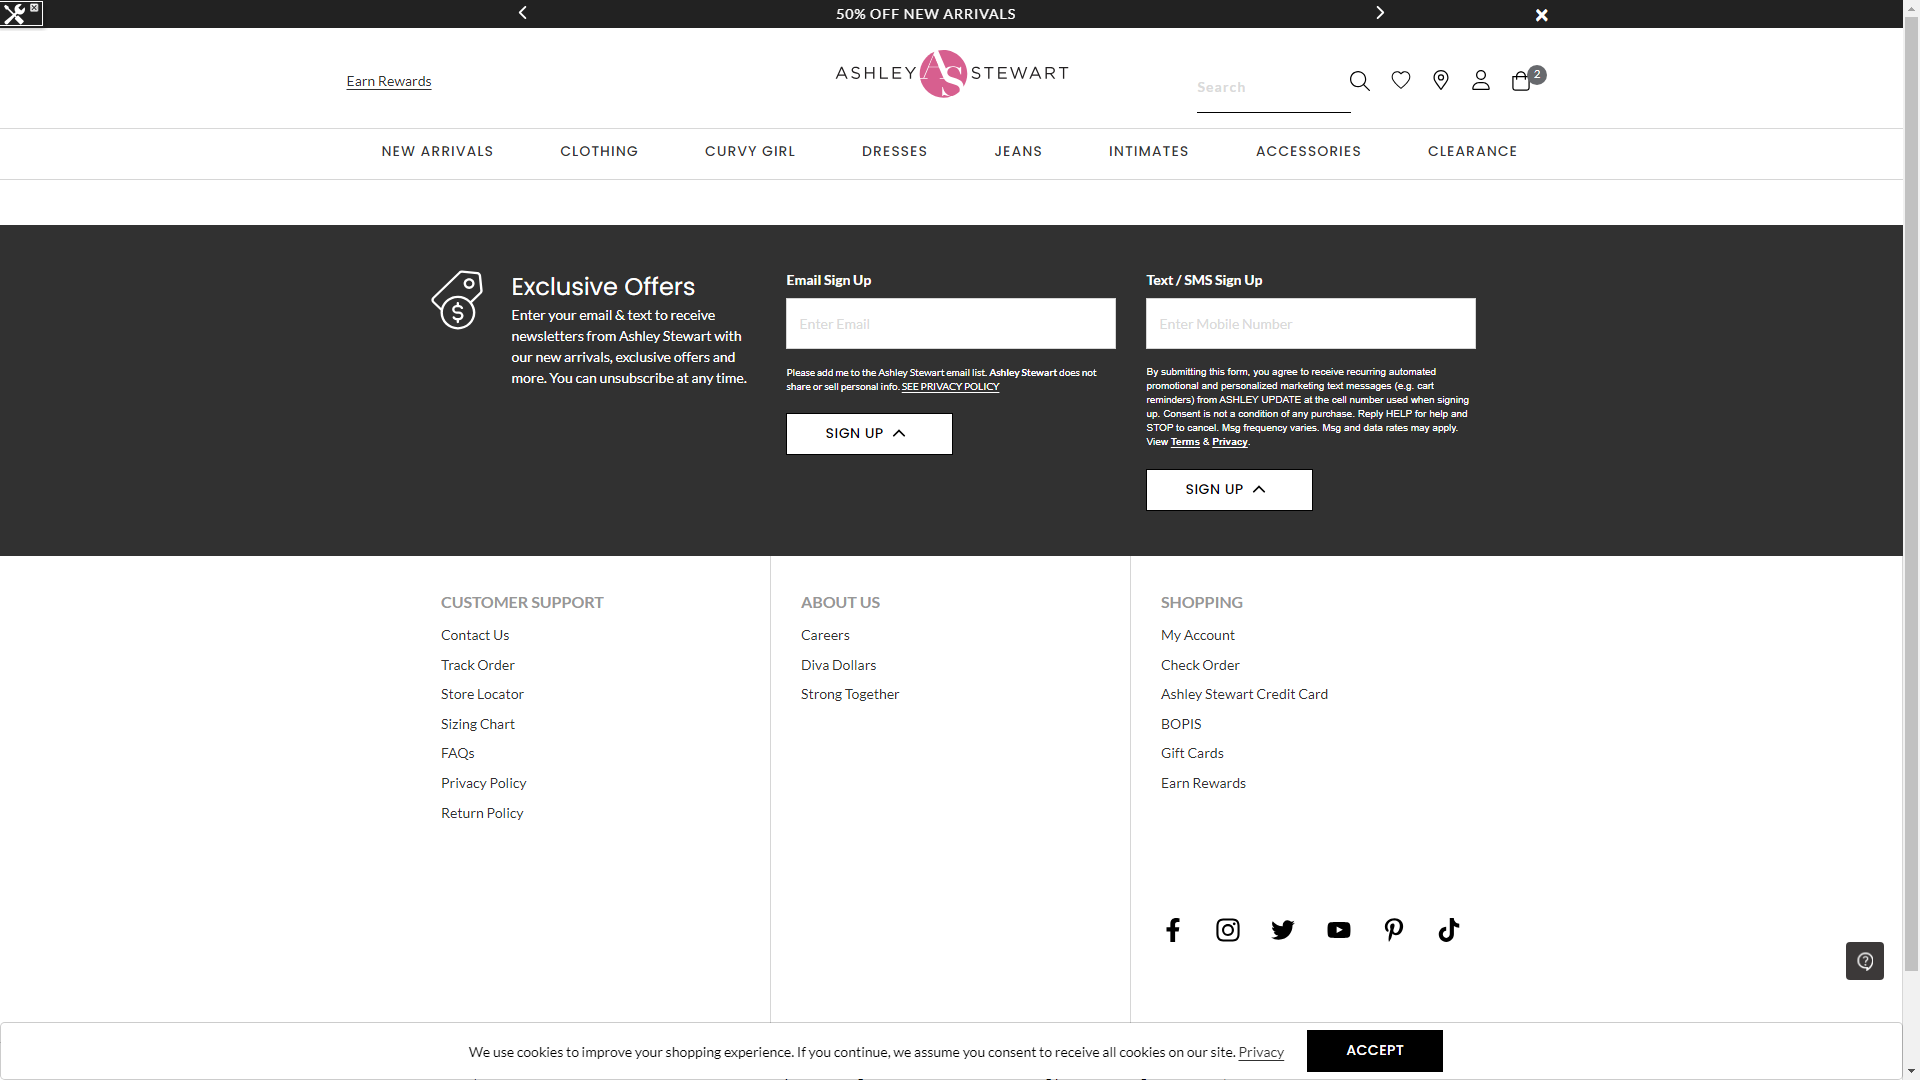 50% OFF NEW ARRIVALS
Earn Rewards
ASHLEY AS STEWART
Search
2
NEW ARRIVALS
CLOTHING
CURVY GIRL
DRESSES
JEANS
INTIMATES
ACCESSORIES
CLEARANCE
Exclusive Offers
Enter your email & text to receive
newsletters from Ashley Stewart with
our new arrivals, exclusive offers and
more. You can unsubscribe at any time.
Email Sign Up
Enter Email
Please add me to the Ashley Stewart email list. Ashley Stewart does not
share or sell personal info. SEE PRIVACY POLICY
SIGN UP
Text / SMS Sign Up
Enter Mobile Number
By submitting this form, you agree to receive recurring automated
promotional and personalized marketing text messages (e.g. cart
reminders) from ASHLEY UPDATE at the cell number used when signing
up. Consent is not a condition of any purchase. Reply HELP for help and
STOP to cancel. Msg frequency varies. Msg and data rates may apply.
View Terms & Privacy.
SIGN UP
CUSTOMER SUPPORT
Contact Us
Track Order
Store Locator
Sizing Chart
FAQs
Privacy Policy
Return Policy
ABOUT US
Careers
Diva Dollars
Strong Together
SHOPPING
My Account
Check Order
Ashley Stewart Credit Card
BOPIS
Gift Cards
Earn Rewards
We use cookies to improve your shopping experience. If you continue, we assume you consent to receive all cookies on our site. Privacy
ACCEPT